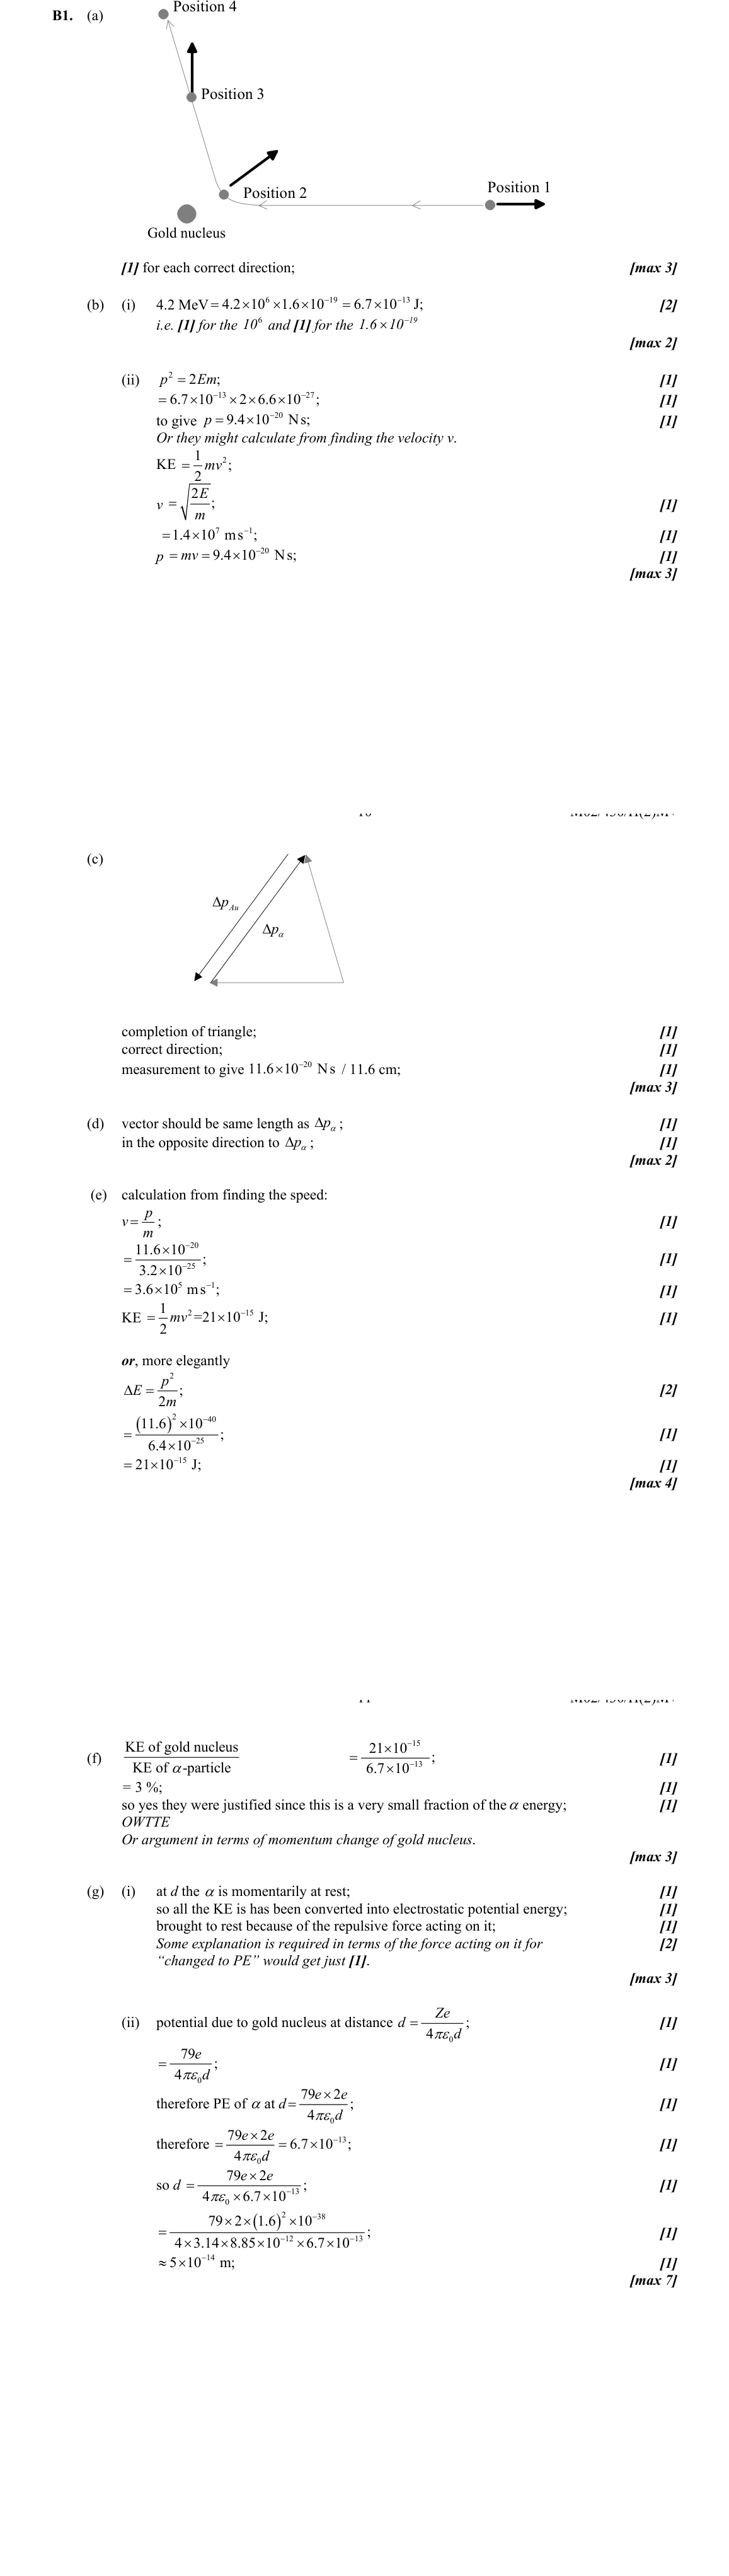 B1. (a)
Position 4
Position 3
Position 2
Position 1
Gold nucleus
[1] for each correct direction; [max 3]
(b) (i) 4.2 MeV = 4.2×10⁶ ×1.6×10⁻¹⁹ = 6.7×10⁻¹³ J; [2]
i.e. [1] for the 10⁶ and [1] for the 1.6×10⁻¹⁹
[max 2]
(ii) p² = 2Em; [1]
= 6.7×10⁻¹³ × 2× 6.6×10⁻²⁷; [1]
to give p = 9.4×10⁻²⁰ N s; [1]
Or they might calculate from finding the velocity v.
KE = 1/2 mv²;
v = √(2E/m); [1]
= 1.4×10⁷ m s⁻¹; [1]
p = mv = 9.4×10⁻²⁰ N s; [1]
[max 3]
(c)
Δp_Au
Δp_α
completion of triangle; [1]
correct direction; [1]
measurement to give 11.6×10⁻²⁰ N s / 11.6 cm; [1]
[max 3]
(d) vector should be same length as Δp_α ; [1]
in the opposite direction to Δp_α ; [1]
[max 2]
(e) calculation from finding the speed:
v = p/m ; [1]
= 11.6×10⁻²⁰/3.2×10⁻²⁵ ; [1]
= 3.6×10⁵ m s⁻¹; [1]
KE = 1/2 mv² = 21×10⁻¹⁵ J; [1]
or, more elegantly
ΔE = p²/2m ; [2]
= (11.6)² ×10⁻⁴⁰/6.4×10⁻²⁵ ; [1]
= 21×10⁻¹⁵ J; [1]
[max 4]
(f) KE of gold nucleus/KE of α-particle = 21×10⁻¹⁵/6.7×10⁻¹³ ; [1]
= 3 %; [1]
so yes they were justified since this is a very small fraction of the α energy; [1]
OWTTE
Or argument in terms of momentum change of gold nucleus.
[max 3]
(g) (i) at d the α is momentarily at rest; [1]
so all the KE is has been converted into electrostatic potential energy; [1]
brought to rest because of the repulsive force acting on it; [1]
Some explanation is required in terms of the force acting on it for [2]
“changed to PE” would get just [1].
[max 3]
(ii) potential due to gold nucleus at distance d = Ze/4πε₀d ; [1]
= 79e/4πε₀d ; [1]
therefore PE of α at d = 79e × 2e/4πε₀d ; [1]
therefore = 79e × 2e/4πε₀d = 6.7×10⁻¹³; [1]
so d = 79e × 2e/4πε₀ × 6.7×10⁻¹³ ; [1]
= 79 × 2 × (1.6)² ×10⁻³⁸/4 × 3.14 × 8.85×10⁻¹² × 6.7×10⁻¹³ ; [1]
≈ 5×10⁻¹⁴ m; [1]
[max 7]